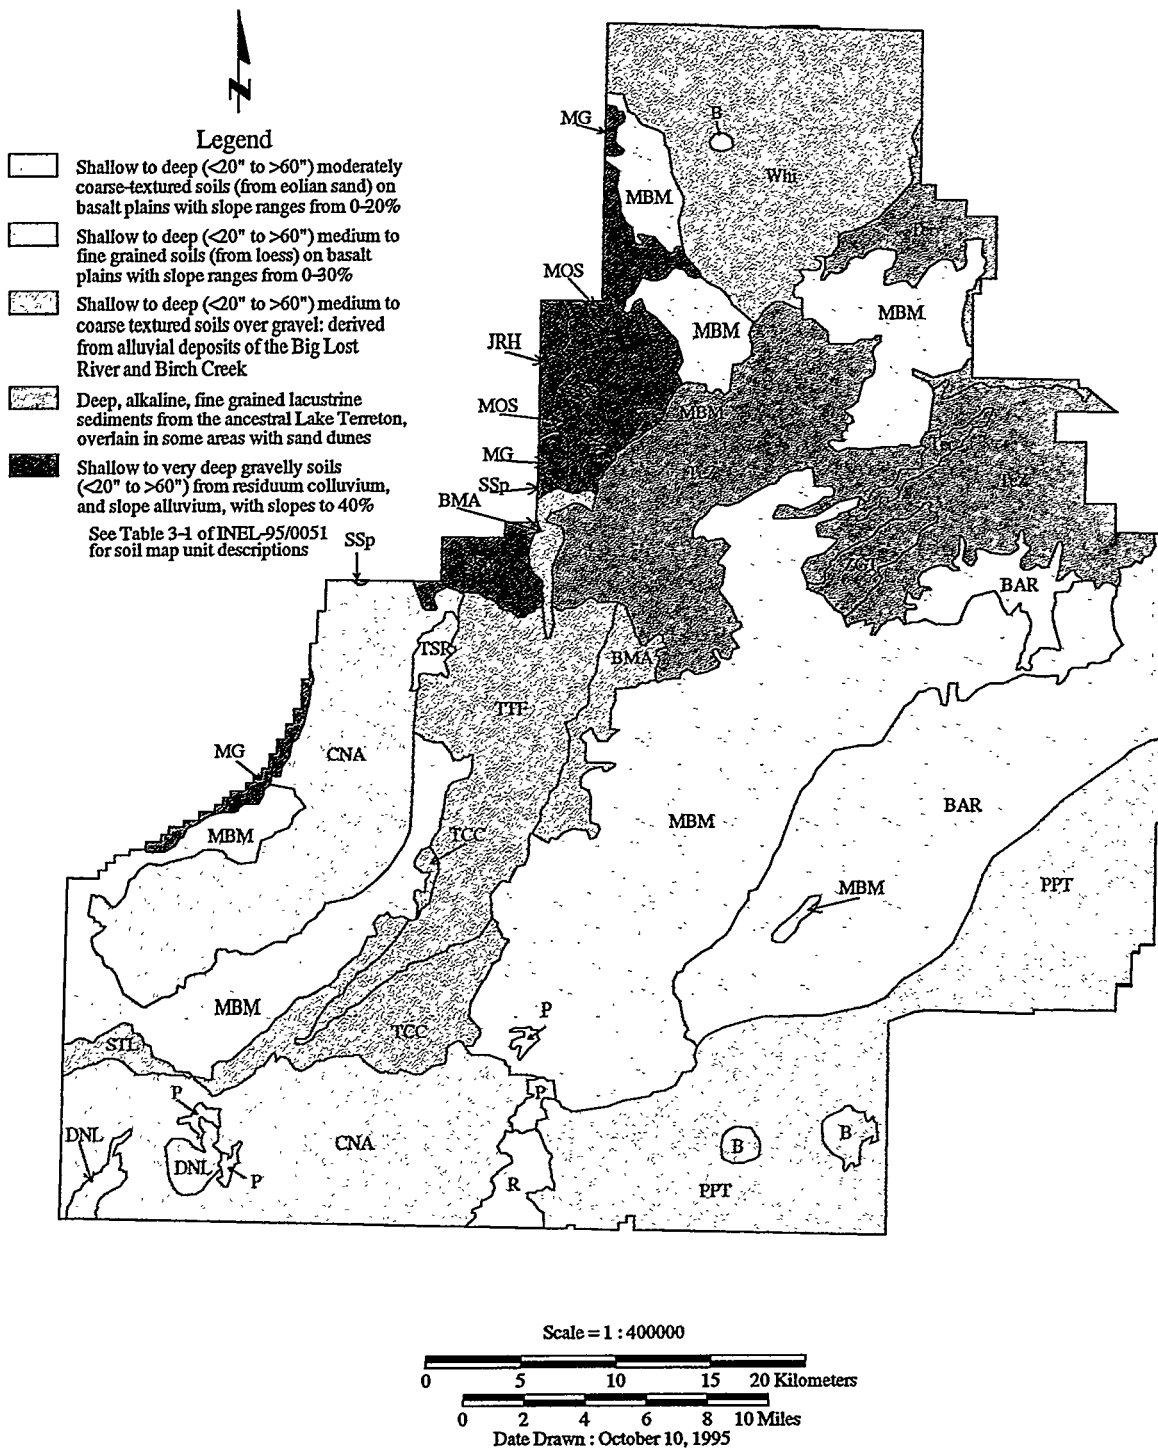 N
Legend
Shallow to deep (<20" to >60") moderately
coarse-textured soils (from eolian sand) on
basalt plains with slope ranges from 0-20%
Shallow to deep (<20" to >60") medium to
fine grained soils (from loess) on basalt
plains with slope ranges from 0-30%
Shallow to deep (<20" to >60") medium to
coarse textured soils over gravel: derived
from alluvial deposits of the Big Lost
River and Birch Creek
Deep, alkaline, fine grained lacustrine
sediments from the ancestral Lake Terreton,
overlain in some areas with sand dunes
Shallow to very deep gravelly soils
(<20" to >60") from residuum colluvium,
and slope alluvium, with slopes to 40%
See Table 3-1 of INEL-95/0051
for soil map unit descriptions
MG
B
Whi
MBM
MOS
MBM
MBM
JRH
MOS
MBM
MG
SSp
BMA
SSp
ZGT
BAR
TSR
BMA
TTF
MG
CNA
MBM
TCC
MBM
BAR
MBM
PPT
MBM
P
STL
TCC
P
P
DNL
DNL
P
CNA
R
B
B
PPT
Scale = 1 : 400000
0 5 10 15 20 Kilometers
0 2 4 6 8 10 Miles
Date Drawn : October 10, 1995